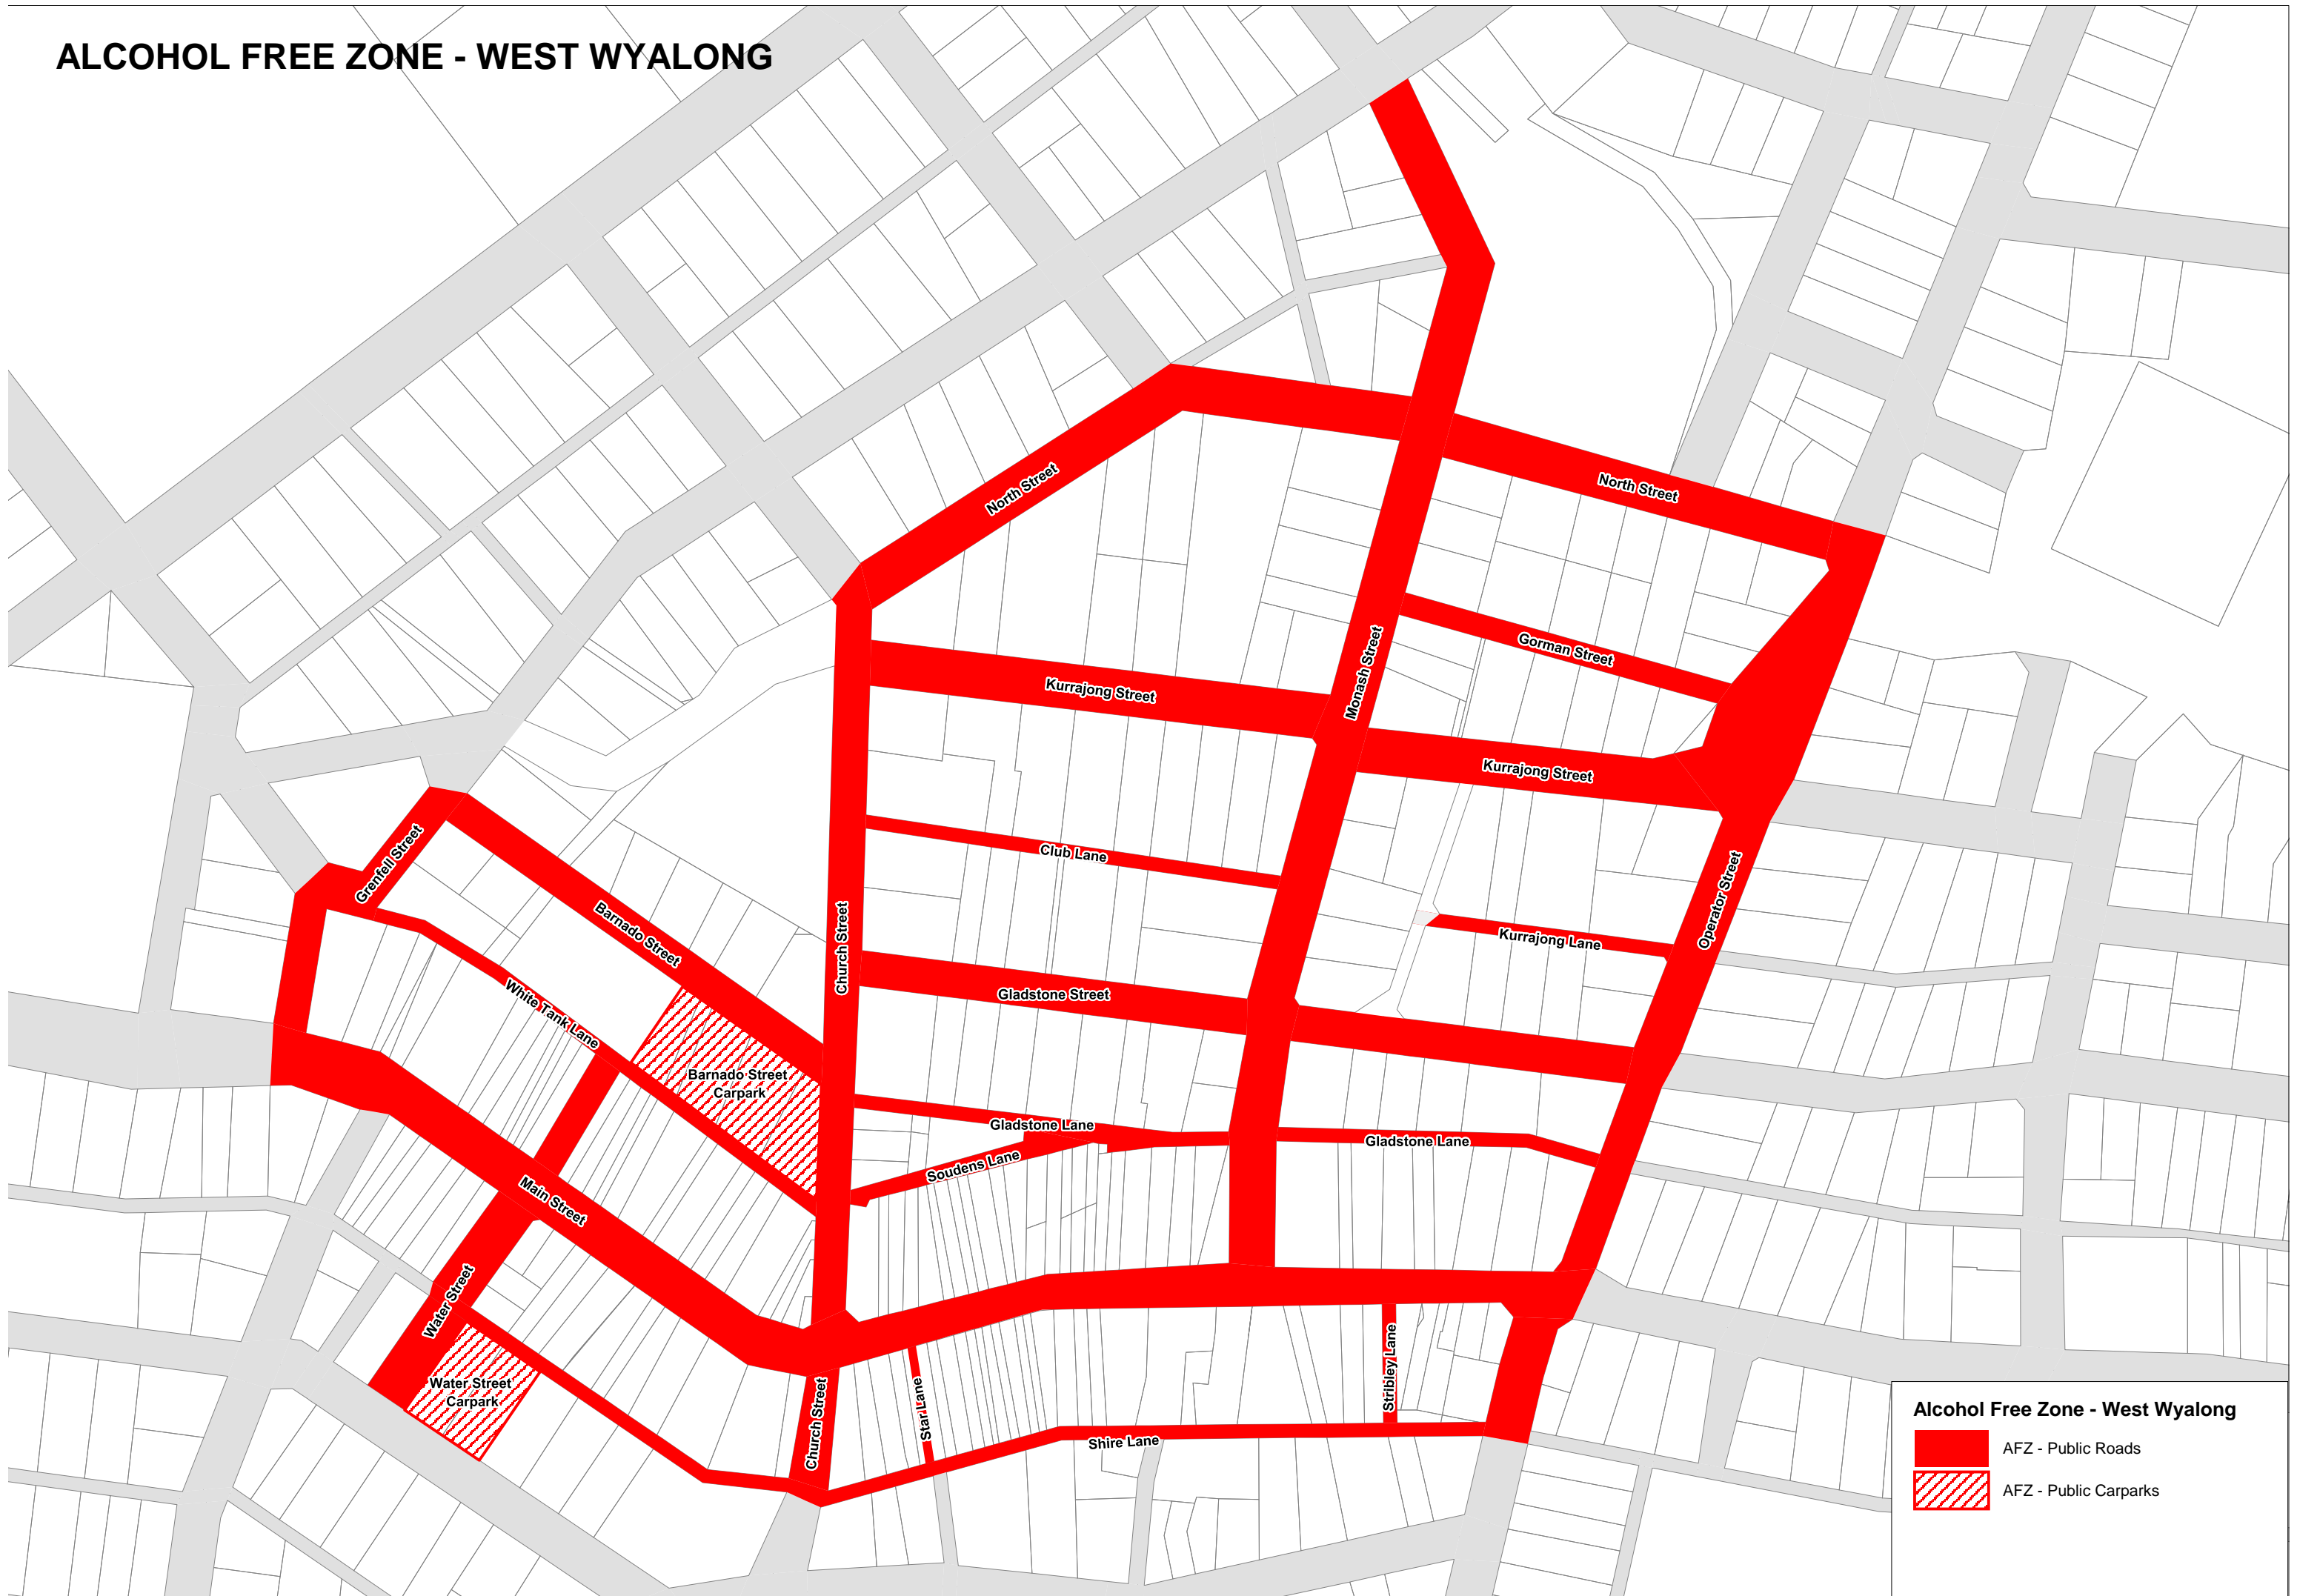 ALCOHOL FREE ZONE - WEST WYALONG
North Street
North Street
Gorman Street
Monash Street
Kurrajong Street
Kurrajong Street
Club Lane
Grenfell Street
Barnado Street
Church Street
Operator Street
Kurrajong Lane
White Tank Lane
Gladstone Street
Barnado Street
Carpark
Gladstone Lane
Gladstone Lane
Soudens Lane
Main Street
Water Street
Water Street
Carpark
Church Street
Star Lane
Stribley Lane
Shire Lane
Alcohol Free Zone - West Wyalong
AFZ - Public Roads
AFZ - Public Carparks